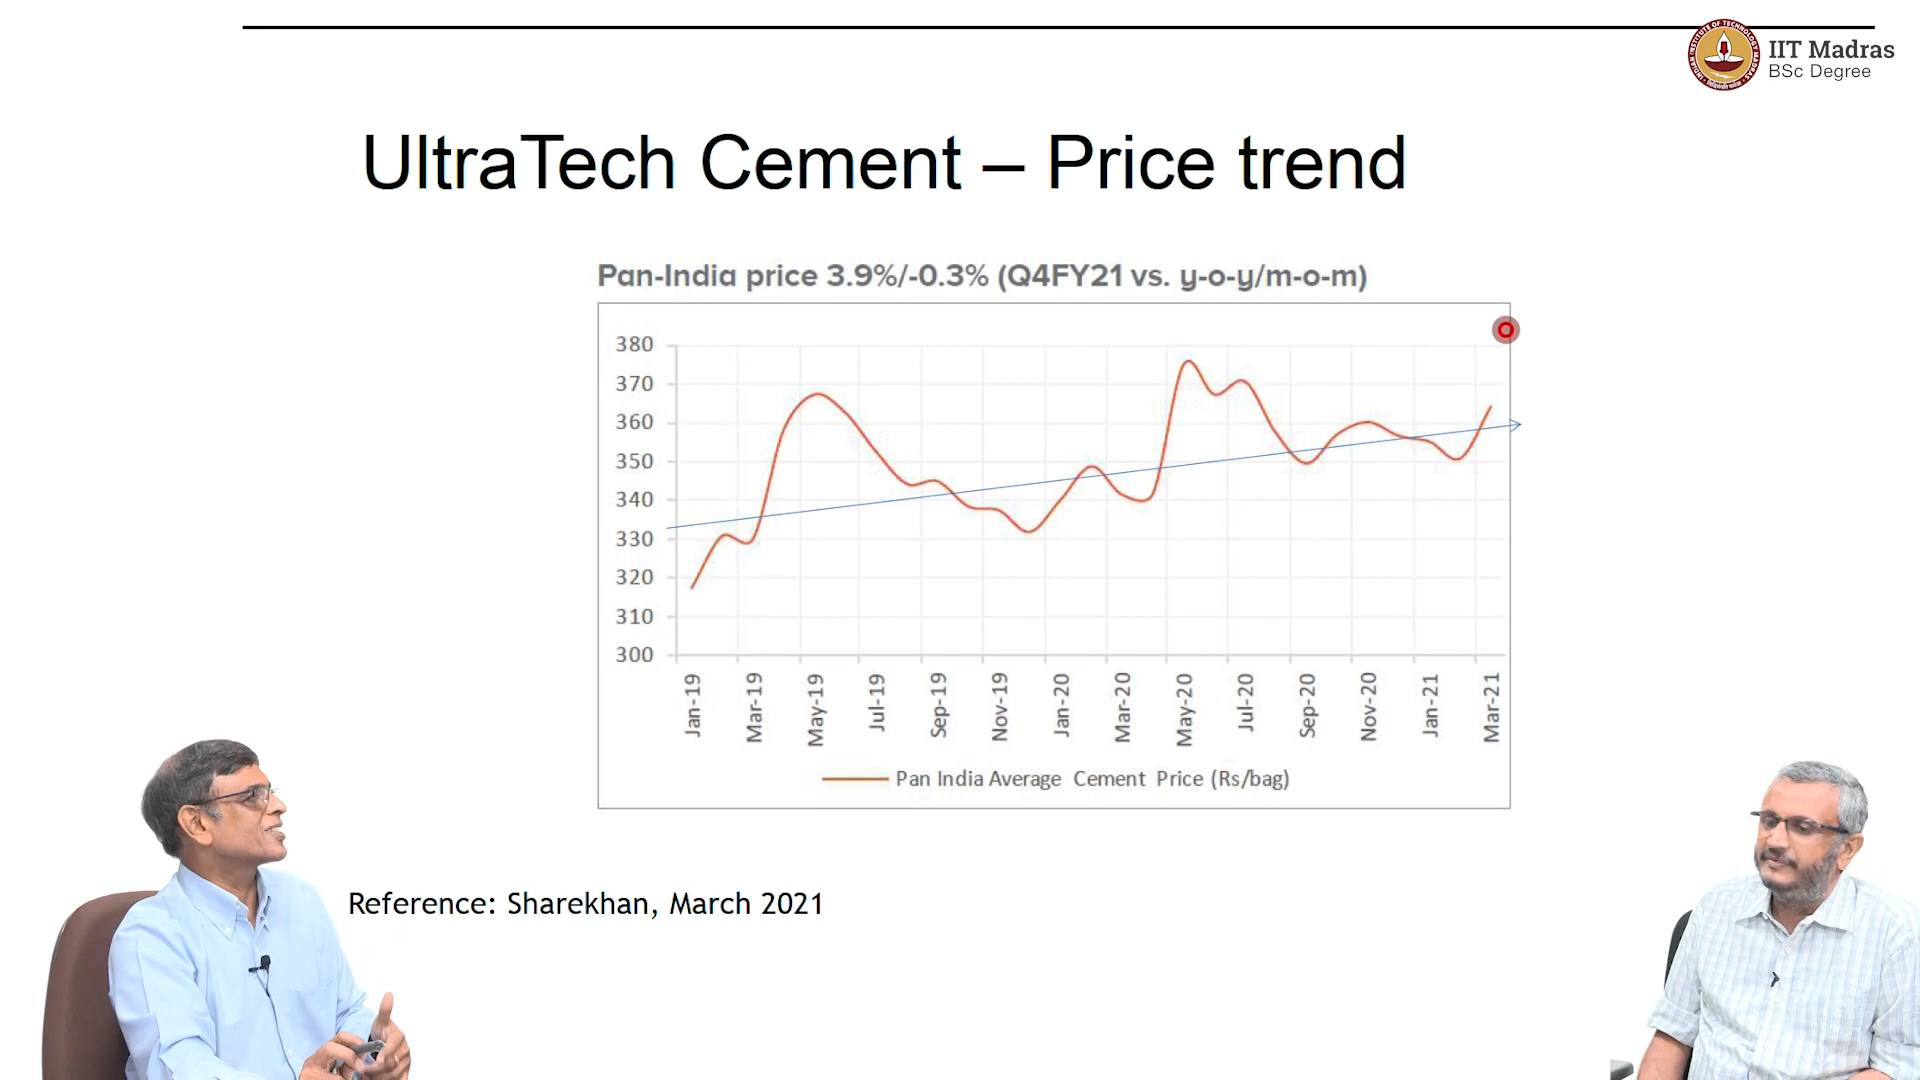 IIT Madras
BSc Degree
UltraTech Cement – Price trend
Pan-India price 3.9%/-0.3% (Q4FY21 vs. y-o-y/m-o-m)
380
370
360
350
340
330
320
310
300
Jan-19
Mar-19
May-19
Jul-19
Sep-19
Nov-19
Jan-20
Mar-20
May-20
Jul-20
Sep-20
Nov-20
Jan-21
Mar-21
Pan India Average Cement Price (Rs/bag)
Reference: Sharekhan, March 2021